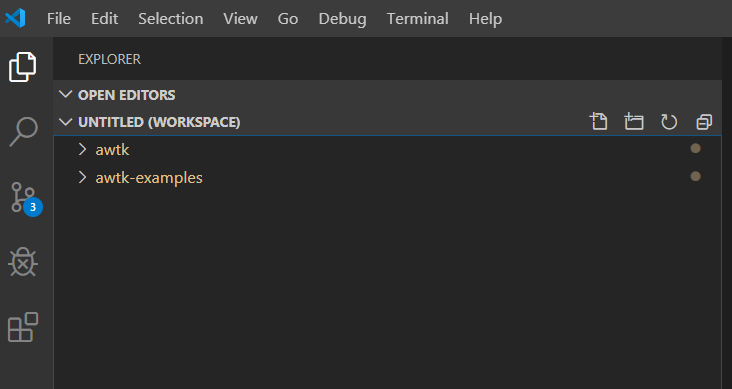 File Edit Selection View Go Debug Terminal Help
EXPLORER
OPEN EDITORS
UNTITLED (WORKSPACE)
awtk
awtk-examples
3